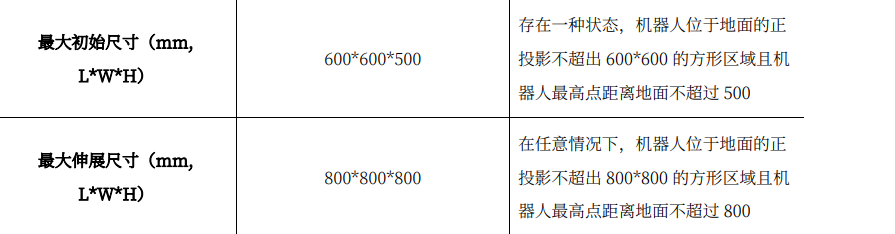 最大初始尺寸（mm,
L*W*H）
600*600*500
存在一种状态，机器人位于地面的正
投影不超出 600*600 的方形区域且机
器人最高点距离地面不超过 500
最大伸展尺寸（mm,
L*W*H）
800*800*800
在任意情况下，机器人位于地面的正
投影不超出 800*800 的方形区域且机
器人最高点距离地面不超过 800